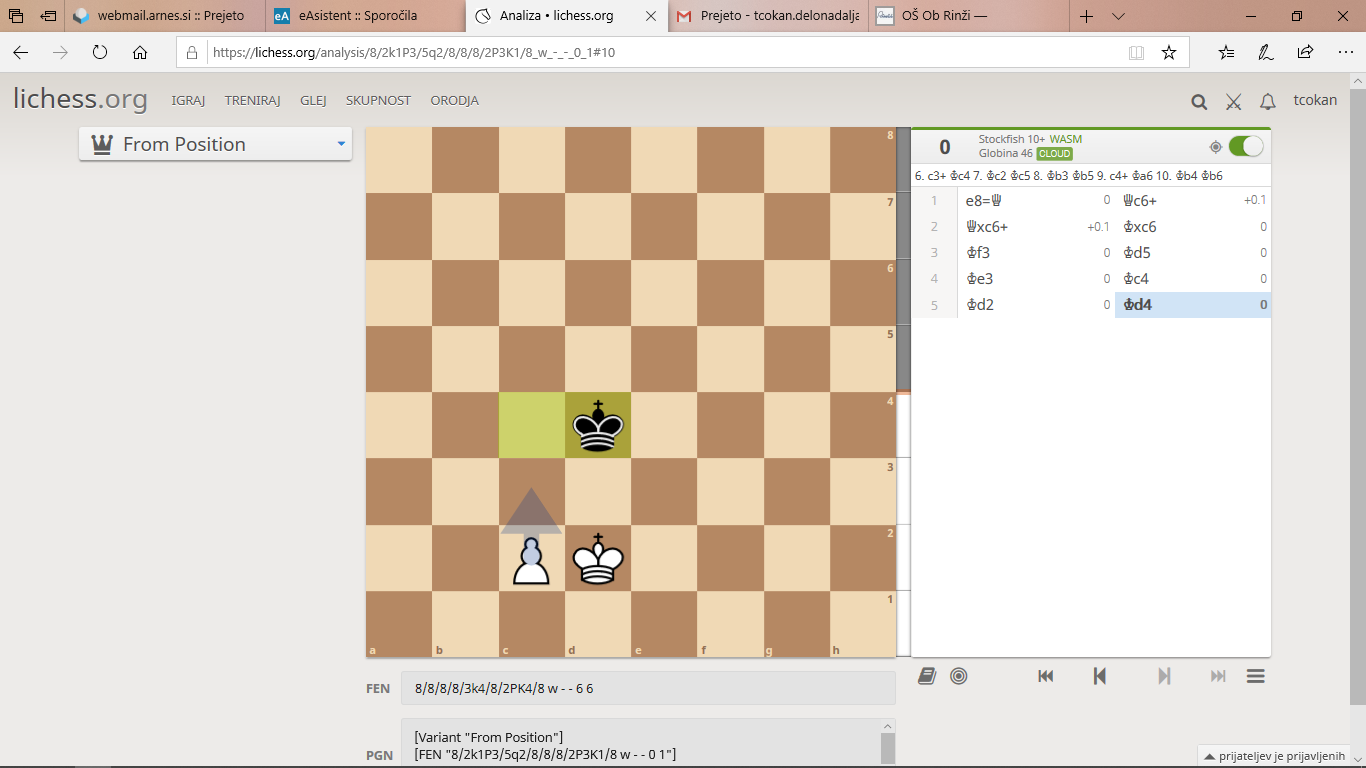 webmail.arnes.si :: Prejeto
eA eAsistent :: Sporočila
Analiza • lichess.org
Prejeto - tcokan.delonadalja
OŠ Ob Rinži —
https://lichess.org/analysis/8/2k1P3/5q2/8/8/8/2P3K1/8_w_-_-_0_1#10
lichess.org IGRAJ TRENIRAJ GLEJ SKUPNOST ORODJA tcokan
From Position
8
7
6
5
4
3
2
1
a b c d e f g h
0 Stockfish 10+ WASM
Globina 46 CLOUD
6. c3+ ♔c4 7. ♔c2 ♔c5 8. ♔b3 ♔b5 9. c4+ ♔a6 10. ♔b4 ♔b6
1 e8=♕ 0 ♕c6+ +0.1
2 ♕xc6+ +0.1 ♔xc6 0
3 ♔f3 0 ♔d5 0
4 ♔e3 0 ♔c4 0
5 ♔d2 0 ♔d4 0
FEN 8/8/8/8/3k4/8/2PK4/8 w - - 6 6
PGN [Variant "From Position"]
[FEN "8/2k1P3/5q2/8/8/8/2P3K1/8 w - - 0 1"]
prijateljev je prijavljenih